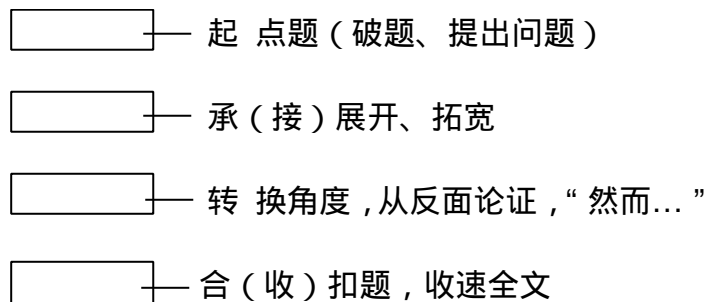 起 点题（破题、提出问题）
承（接）展开、拓宽
转 换角度，从反面论证，“然而…”
合（收）扣题，收速全文